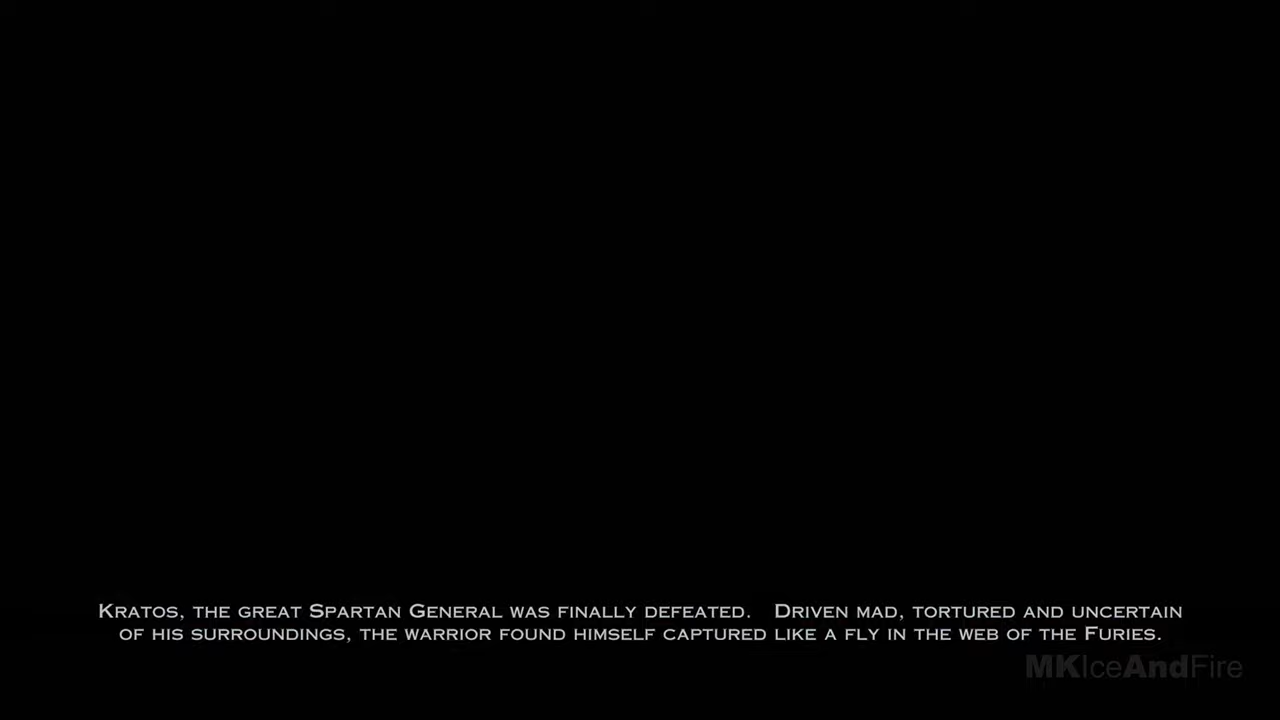 Kratos, the great Spartan General was finally defeated. Driven mad, tortured and uncertain
of his surroundings, the warrior found himself captured like a fly in the web of the Furies.
MKIceAndFire